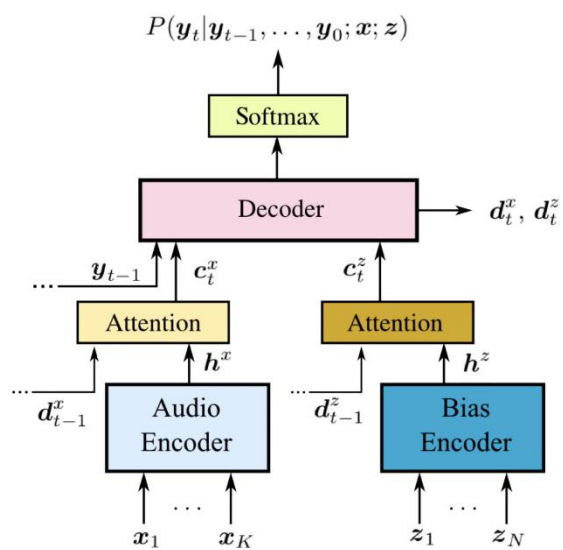 P(y_t|y_{t-1}, . . . , y_0; x; z)
Softmax
Decoder
d_t^x, d_t^z
... y_{t-1}
c_t^x
c_t^z
Attention
Attention
h^x
h^z
... d_{t-1}^x
... d_{t-1}^z
Audio
Encoder
Bias
Encoder
x_1 . . . x_K
z_1 . . . z_N